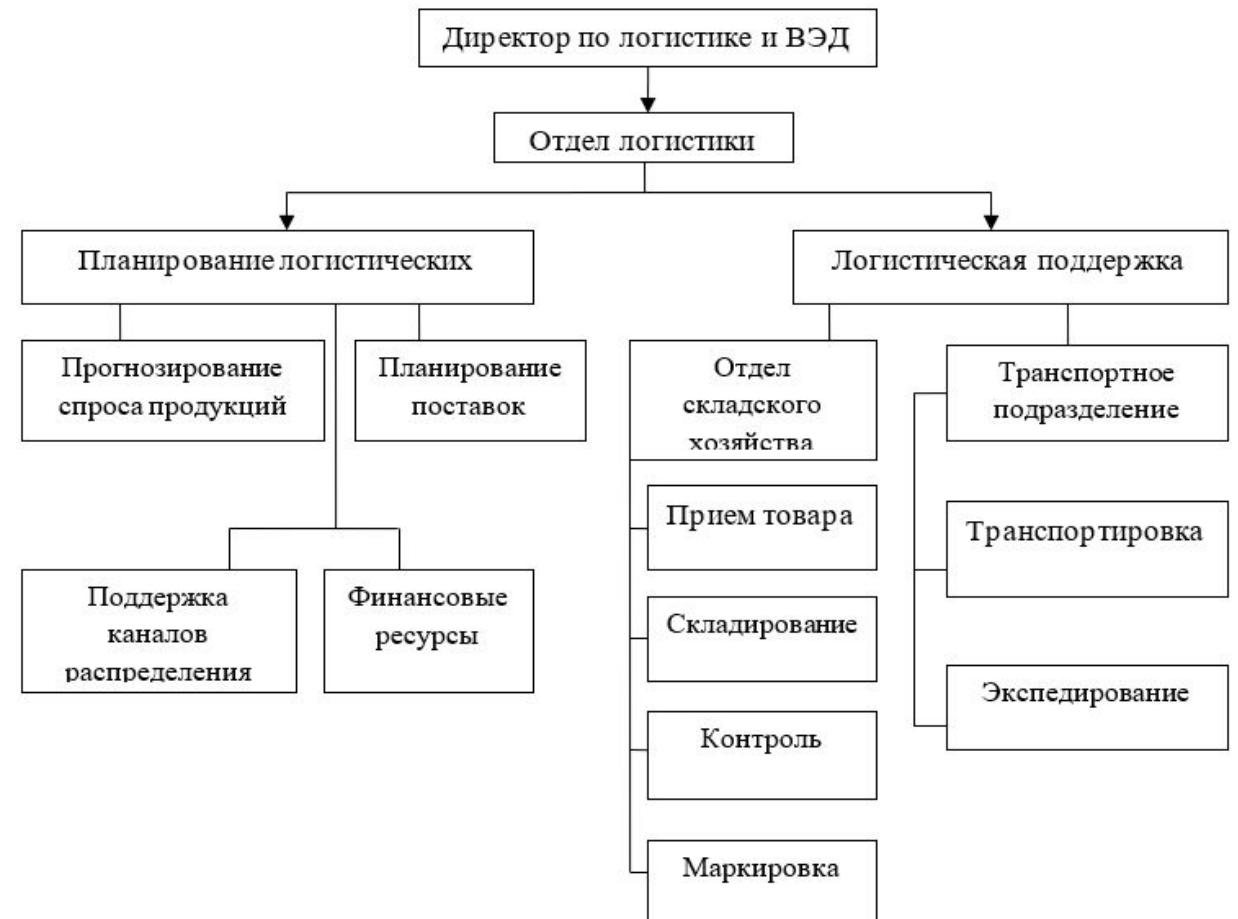 Директор по логистике и ВЭД
Отдел логистики
Планирование логистических
Логистическая поддержка
Прогнозирование
спроса продукций
Планирование
поставок
Отдел
складского
хозяйства
Транспортное
подразделение
Прием товара
Транспортировка
Поддержка
каналов
распределения
Финансовые
ресурсы
Складирование
Экспедирование
Контроль
Маркировка